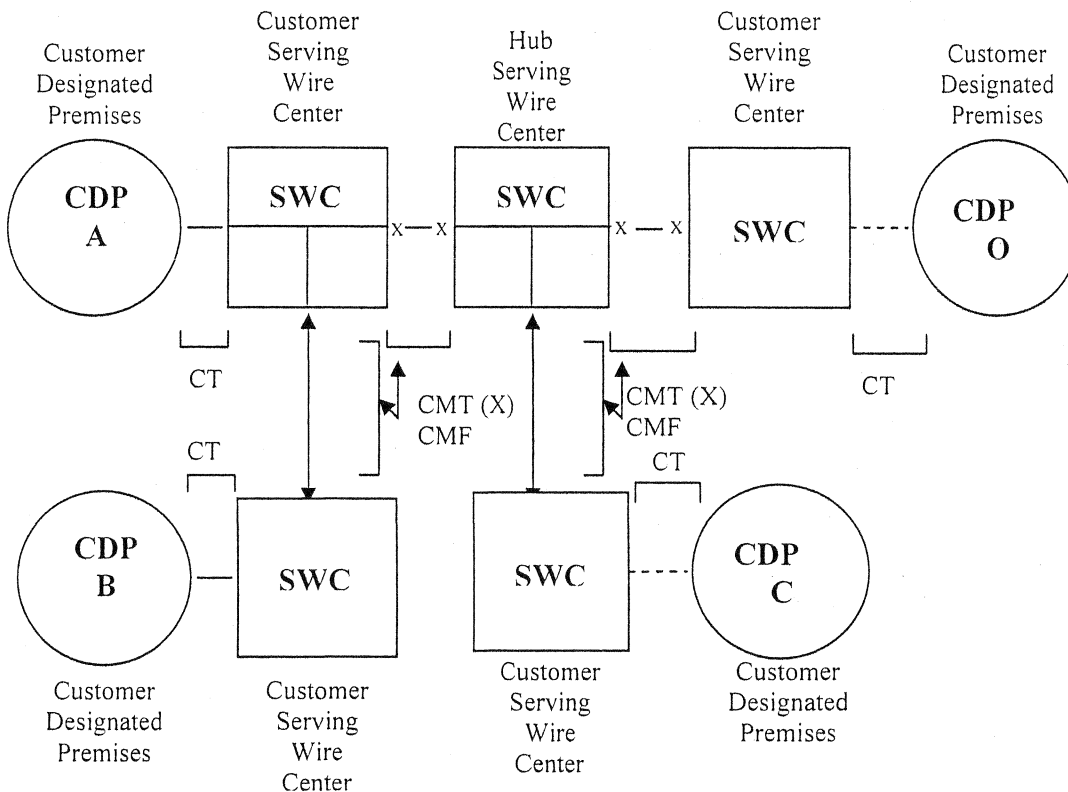 Customer
Designated
Premises
Customer
Serving
Wire
Center
Hub
Serving
Wire
Center
Customer
Serving
Wire
Center
Customer
Designated
Premises
CDP
A
SWC
SWC
SWC
CDP
O
X
X
X
X
CT
CMT (X)
CMF
CMT (X)
CMF
CT
CT
CT
CDP
B
SWC
SWC
CDP
C
Customer
Designated
Premises
Customer
Serving
Wire
Center
Customer
Serving
Wire
Center
Customer
Designated
Premises